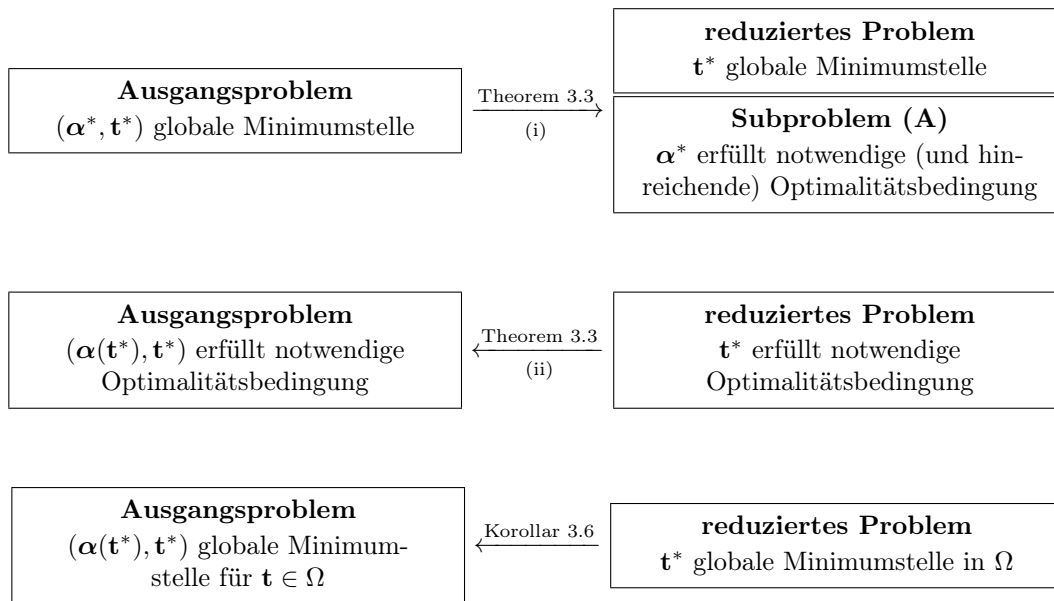 reduziertes Problem
t* globale Minimumstelle
Ausgangsproblem
(α*, t*) globale Minimumstelle
Theorem 3.3
(i)
Subproblem (A)
α* erfüllt notwendige (und hin-
reichende) Optimalitätsbedingung
Ausgangsproblem
(α(t*), t*) erfüllt notwendige
Optimalitätsbedingung
Theorem 3.3
(ii)
reduziertes Problem
t* erfüllt notwendige
Optimalitätsbedingung
Ausgangsproblem
(α(t*), t*) globale Minimum-
stelle für t ∈ Ω
Korollar 3.6
reduziertes Problem
t* globale Minimumstelle in Ω